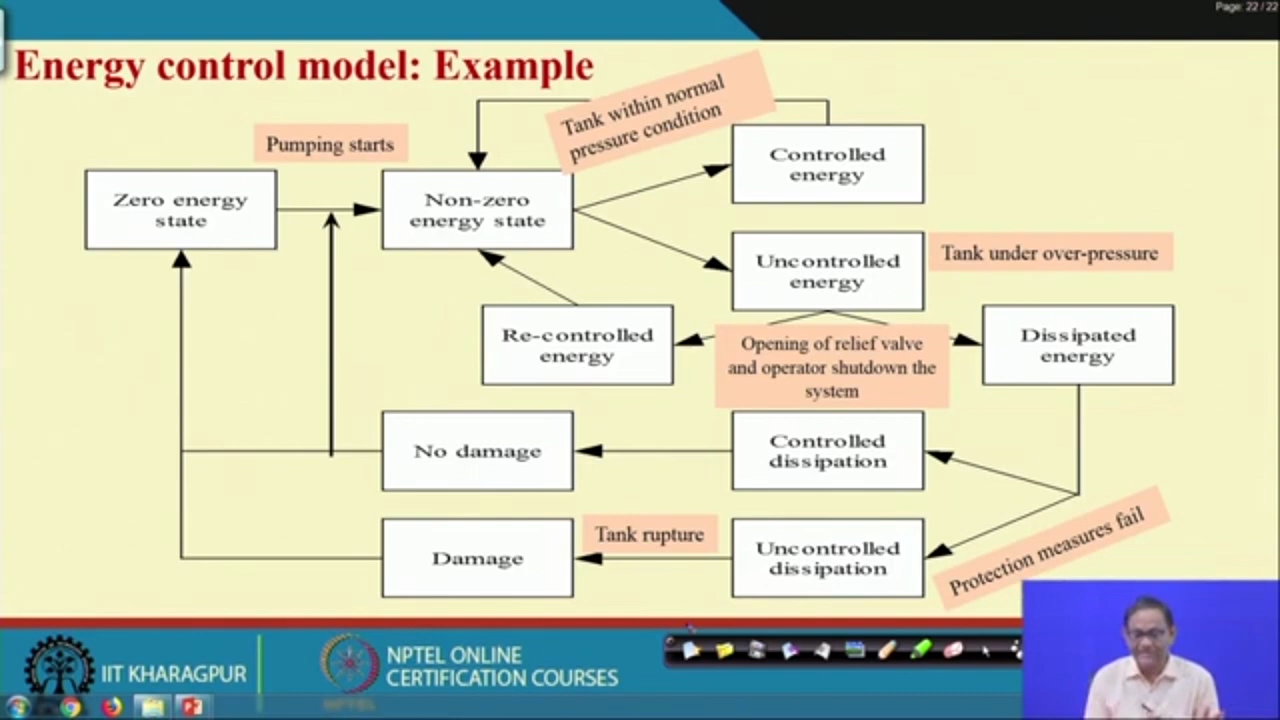 Page: 22 / 22
Energy control model: Example
Pumping starts
Tank within normal
pressure condition
Controlled
energy
Zero energy
state
Non-zero
energy state
Uncontrolled
energy
Tank under over-pressure
Re-controlled
energy
Opening of relief valve
and operator shutdown the
system
Dissipated
energy
No damage
Controlled
dissipation
Damage
Tank rupture
Uncontrolled
dissipation
Protection measures fail
IIT KHARAGPUR
NPTEL ONLINE
CERTIFICATION COURSES